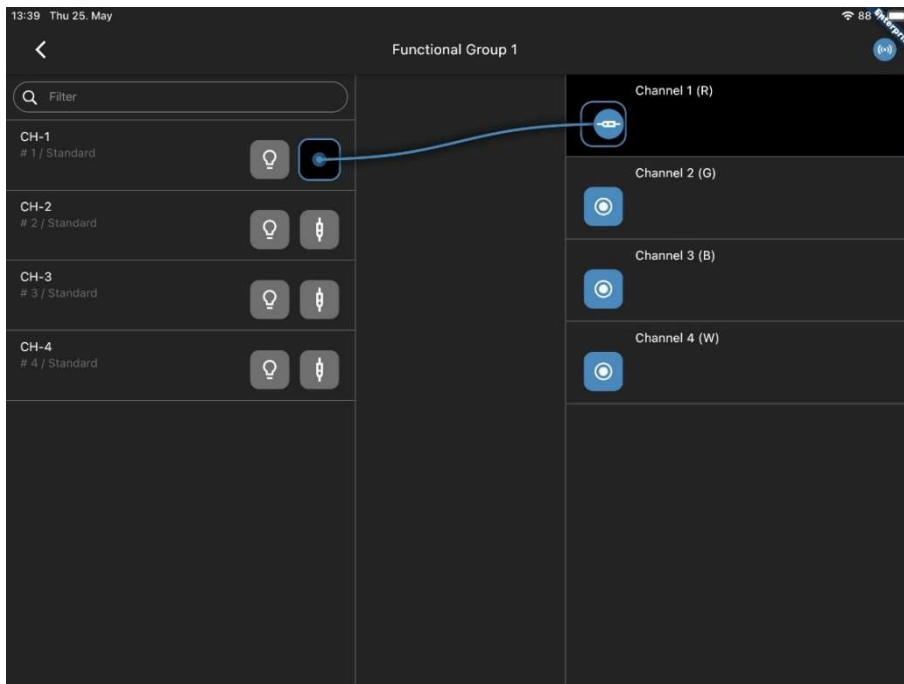 13:39 Thu 25. May
88
Functional Group 1
Filter
CH-1
# 1 / Standard
CH-2
# 2 / Standard
CH-3
# 3 / Standard
CH-4
# 4 / Standard
Channel 1 (R)
Channel 2 (G)
Channel 3 (B)
Channel 4 (W)